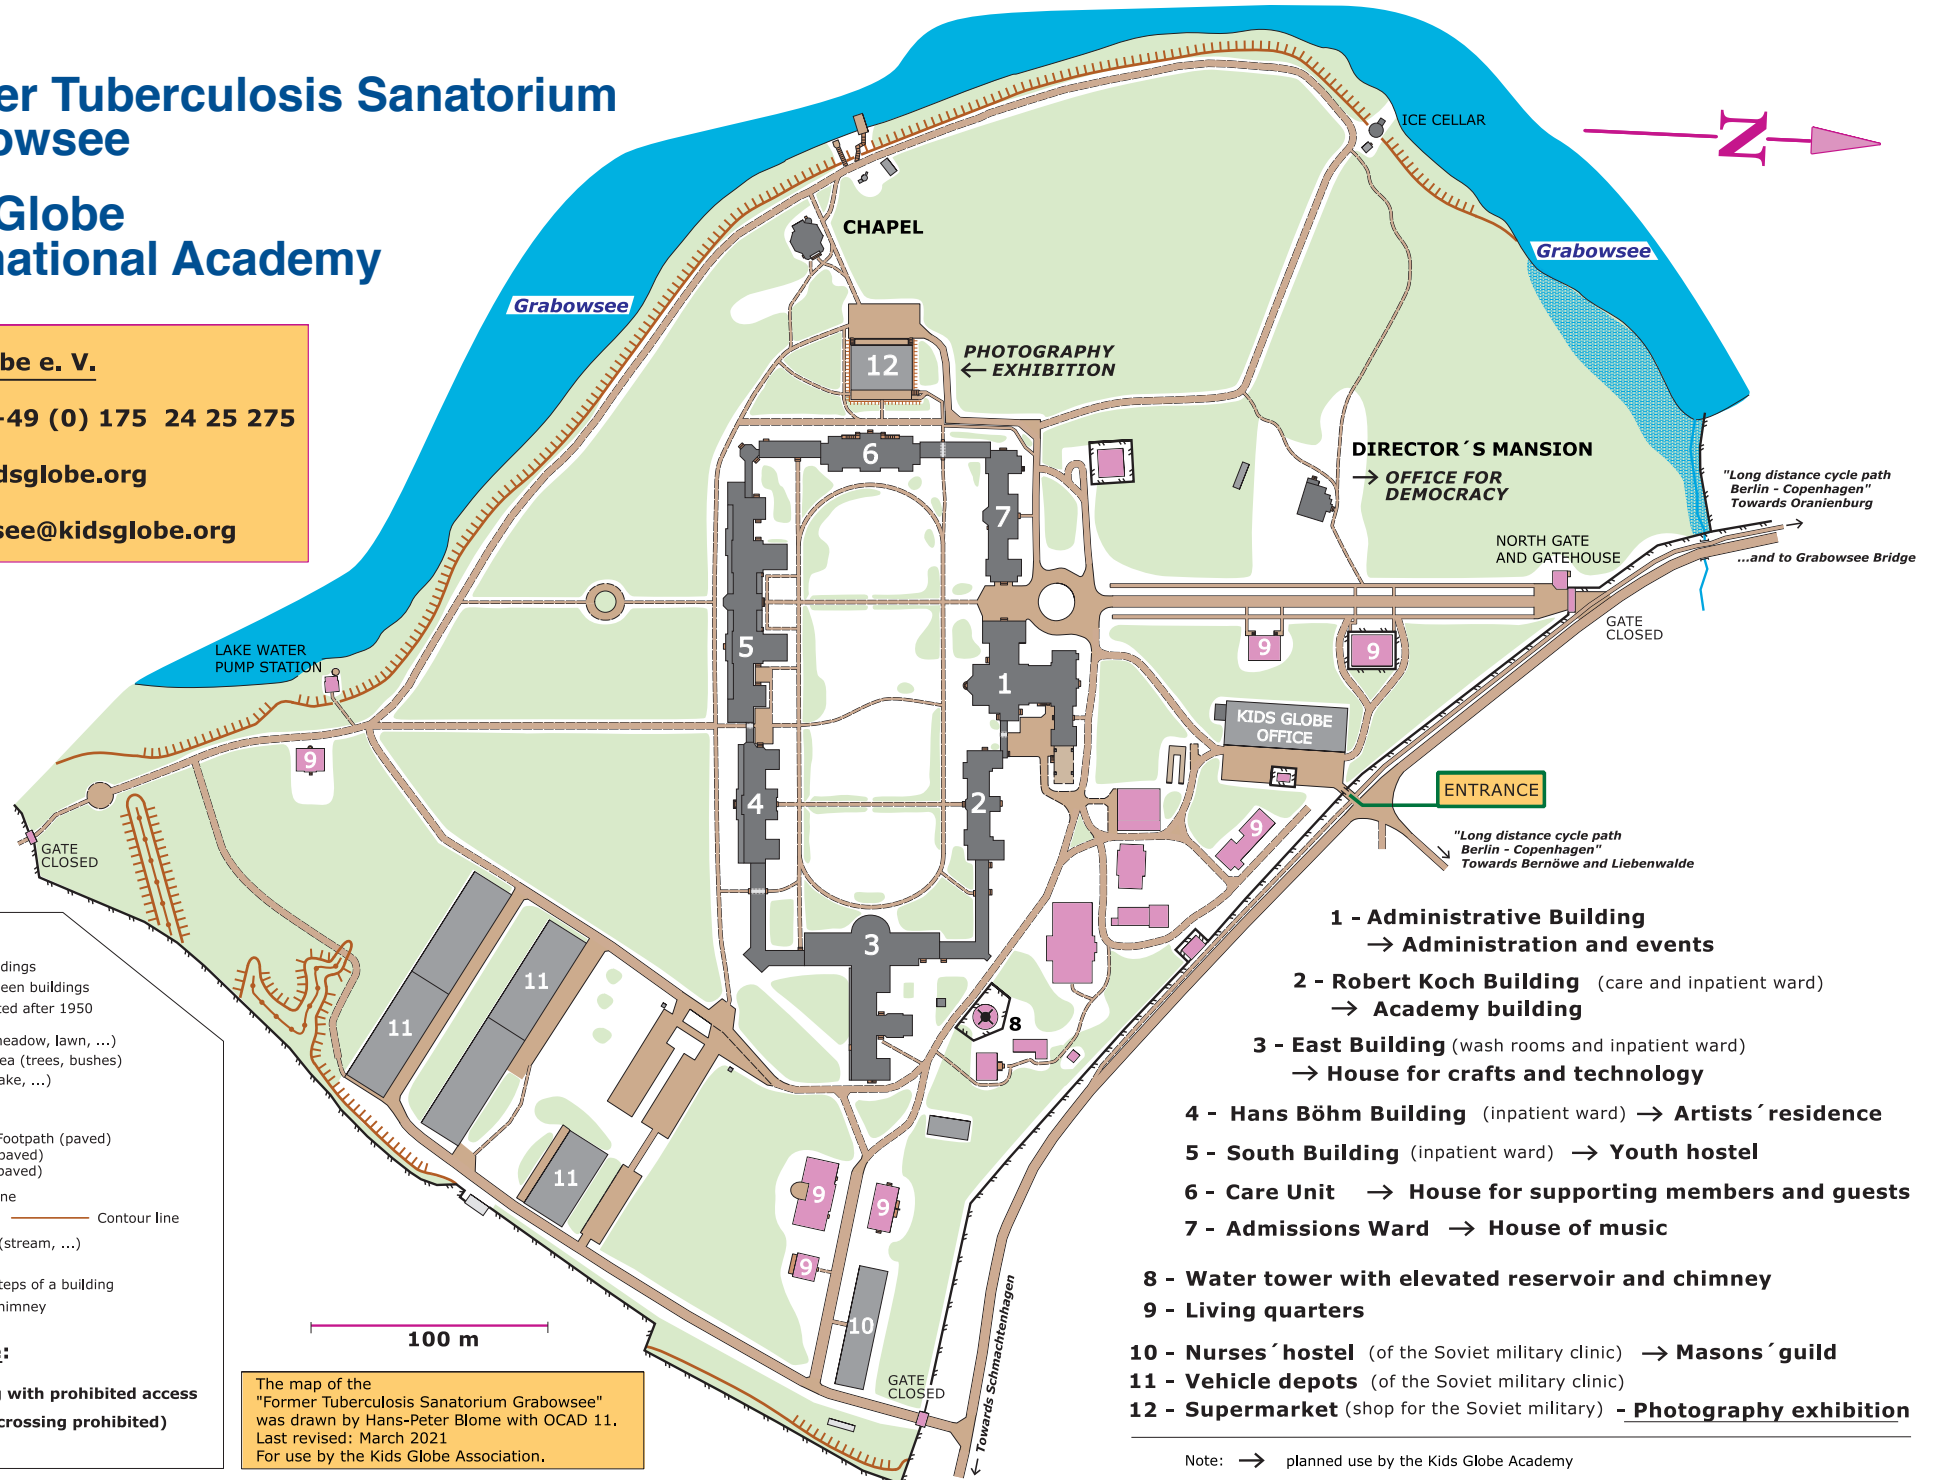 er Tuberculosis Sanatorium
owsee
Globe
national Academy
be e. V.
-49 (0) 175 24 25 275
dsglobe.org
see@kidsglobe.org
Grabowsee
Grabowsee
ICE CELLAR
N
CHAPEL
12
PHOTOGRAPHY
← EXHIBITION
6
7
5
1
4
2
3
DIRECTOR´S MANSION
→ OFFICE FOR
DEMOCRACY
"Long distance cycle path
Berlin - Copenhagen"
Towards Oranienburg
→
...and to Grabowsee Bridge
NORTH GATE
AND GATEHOUSE
GATE
CLOSED
9
9
KIDS GLOBE
OFFICE
ENTRANCE
"Long distance cycle path
Berlin - Copenhagen"
Towards Bernöwe and Liebenwalde
9
8
LAKE WATER
PUMP STATION
9
GATE
CLOSED
11
11
11
9
9
9
10
GATE
CLOSED
← Towards Schmachtenhagen
1 - Administrative Building
→ Administration and events
2 - Robert Koch Building (care and inpatient ward)
→ Academy building
3 - East Building (wash rooms and inpatient ward)
→ House for crafts and technology
4 - Hans Böhm Building (inpatient ward) → Artists´residence
5 - South Building (inpatient ward) → Youth hostel
6 - Care Unit → House for supporting members and guests
7 - Admissions Ward → House of music
8 - Water tower with elevated reservoir and chimney
9 - Living quarters
10 - Nurses´hostel (of the Soviet military clinic) → Masons´guild
11 - Vehicle depots (of the Soviet military clinic)
12 - Supermarket (shop for the Soviet military) - Photography exhibition
Note: → planned use by the Kids Globe Academy
dings
een buildings
ted after 1950
meadow, lawn, ...)
ea (trees, bushes)
ake, ...)
Footpath (paved)
paved)
paved)
ne
Contour line
(stream, ...)
teps of a building
himney
:
g with prohibited access
crossing prohibited)
100 m
The map of the
"Former Tuberculosis Sanatorium Grabowsee"
was drawn by Hans-Peter Blome with OCAD 11.
Last revised: March 2021
For use by the Kids Globe Association.